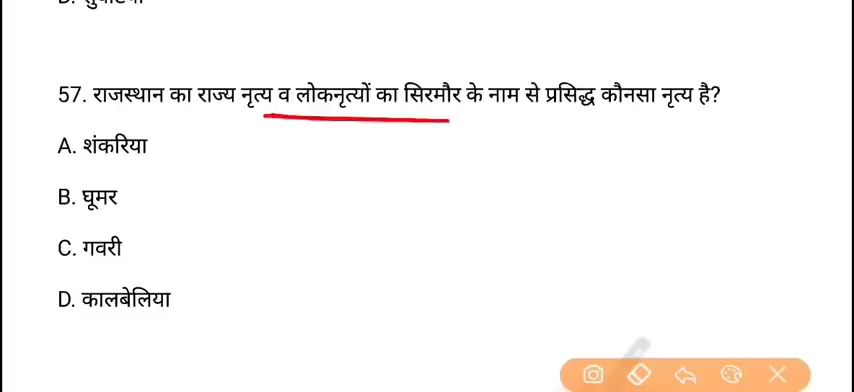 57. राजस्थान का राज्य नृत्य व लोकनृत्यों का सिरमौर के नाम से प्रसिद्ध कौनसा नृत्य है?
A. शंकरिया
B. घूमर
C. गवरी
D. कालबेलिया